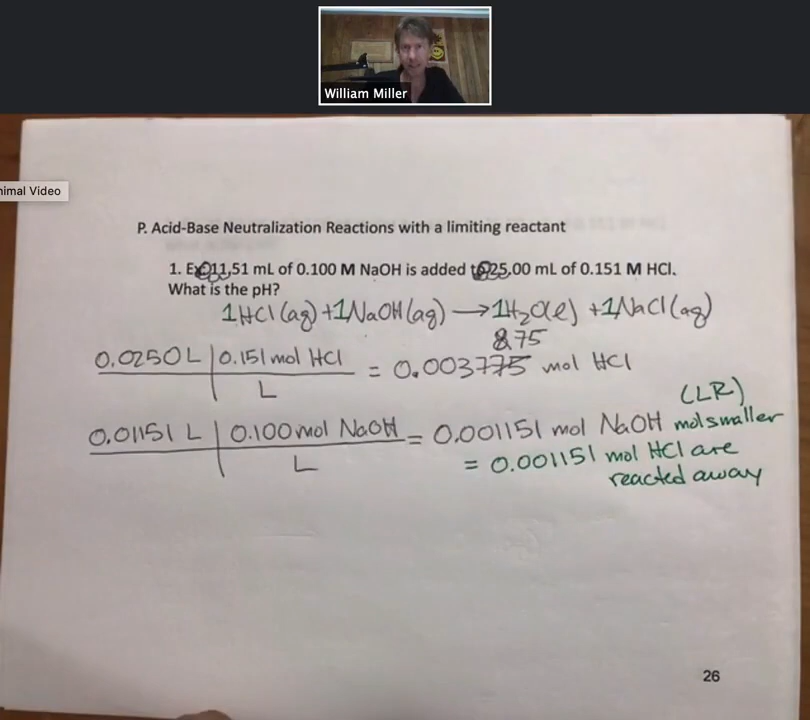 William Miller
nimal Video
P. Acid-Base Neutralization Reactions with a limiting reactant
1. Ex. 11.51 mL of 0.100 M NaOH is added to 25.00 mL of 0.151 M HCl.
What is the pH?
1HCl(aq) + 1NaOH(aq) → 1H₂O(l) + 1NaCl(aq)
875
0.0250 L | 0.151 mol HCl = 0.003775 mol HCl
L
(LR)
0.01151 L | 0.100 mol NaOH = 0.001151 mol NaOH mol smaller
L
= 0.001151 mol HCl are
reacted away
26